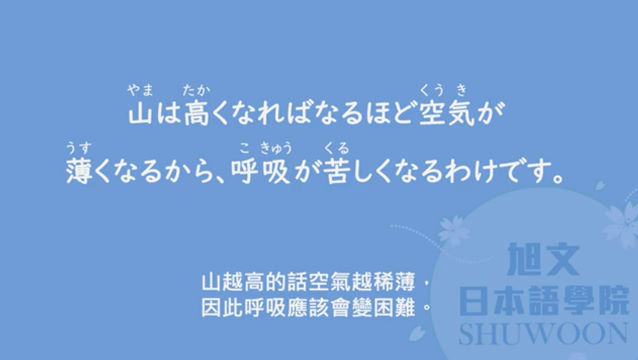 やま たか くう き
山は高くなればなるほど空気が
うす こ きゅう くる
薄くなるから、呼吸が苦しくなるわけです。
山越高的話空氣越稀薄，
因此呼吸應該會變困難。
旭文
日本語學院
SHUWOON